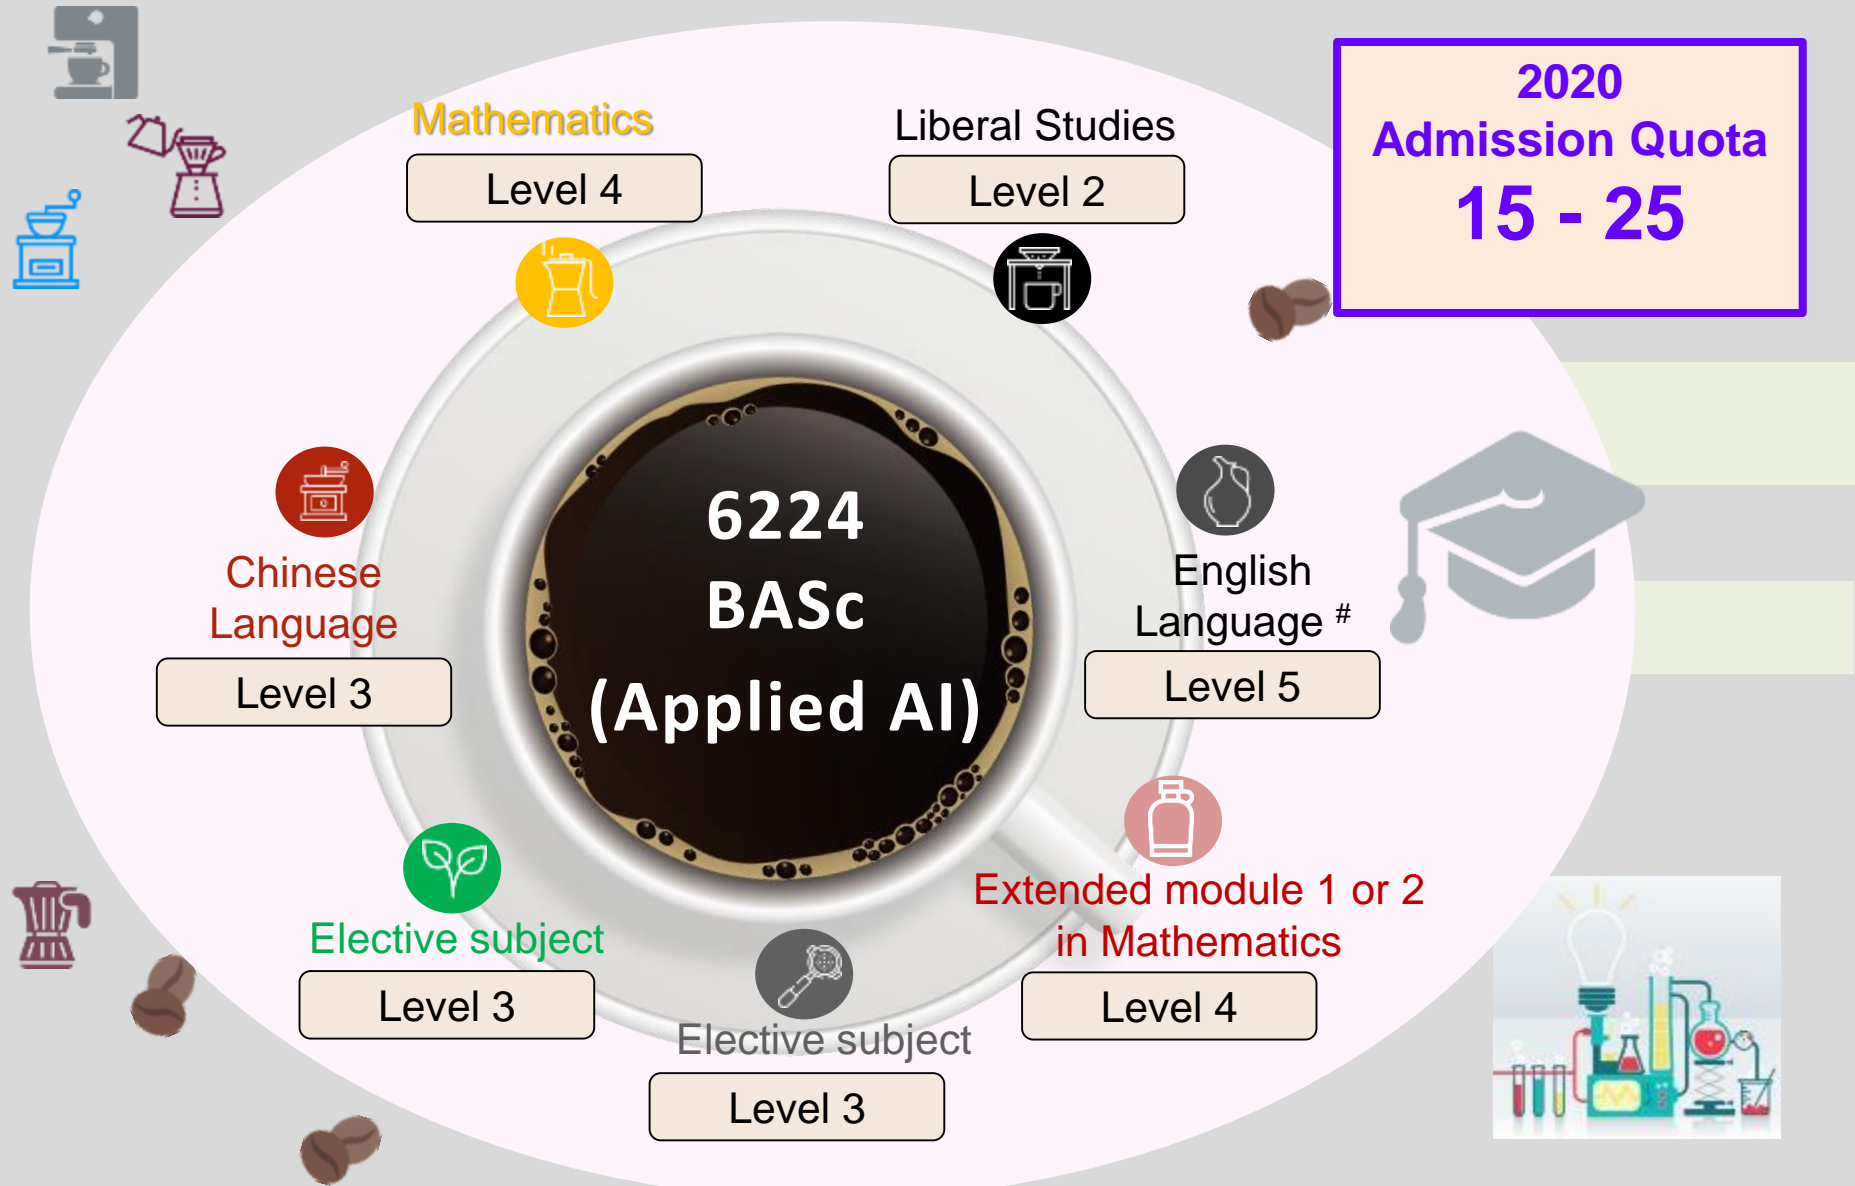 2020
Admission Quota
15 - 25
Mathematics
Level 4
Liberal Studies
Level 2
Chinese
Language
Level 3
6224
BASc
(Applied AI)
English
Language #
Level 5
Elective subject
Level 3
Elective subject
Level 3
Extended module 1 or 2
in Mathematics
Level 4